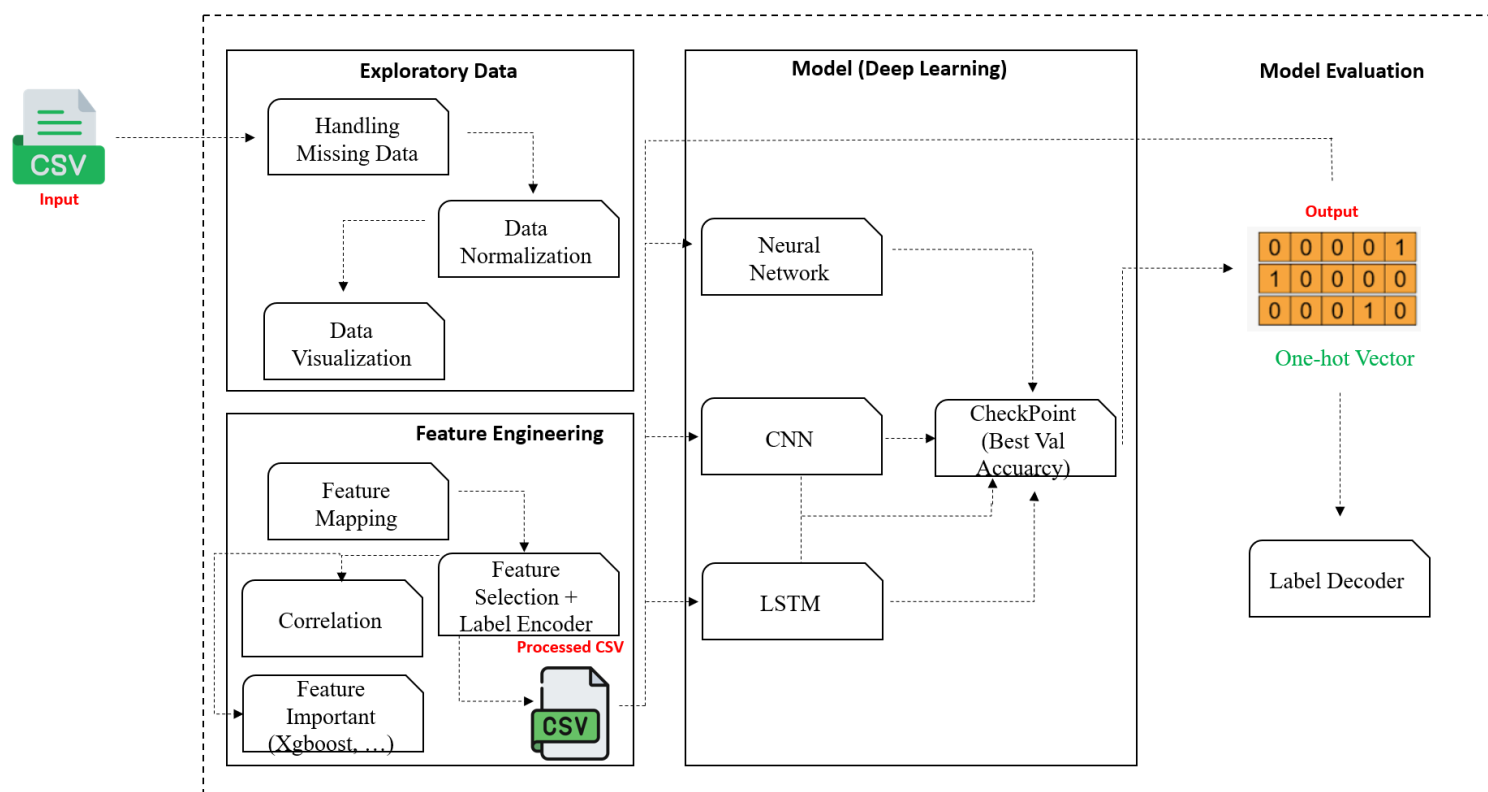 Exploratory Data
Handling
Missing Data
CSV
Input
Data
Normalization
Data
Visualization
Feature Engineering
Feature
Mapping
Feature
Selection +
Label Encoder
Correlation
Processed CSV
Feature
Important
(Xgboost, ...)
CSV
Model (Deep Learning)
Neural
Network
CNN
CheckPoint
(Best Val
Accuarcy)
LSTM
Model Evaluation
Output
0 0 0 0 1
1 0 0 0 0
0 0 0 1 0
One-hot Vector
Label Decoder